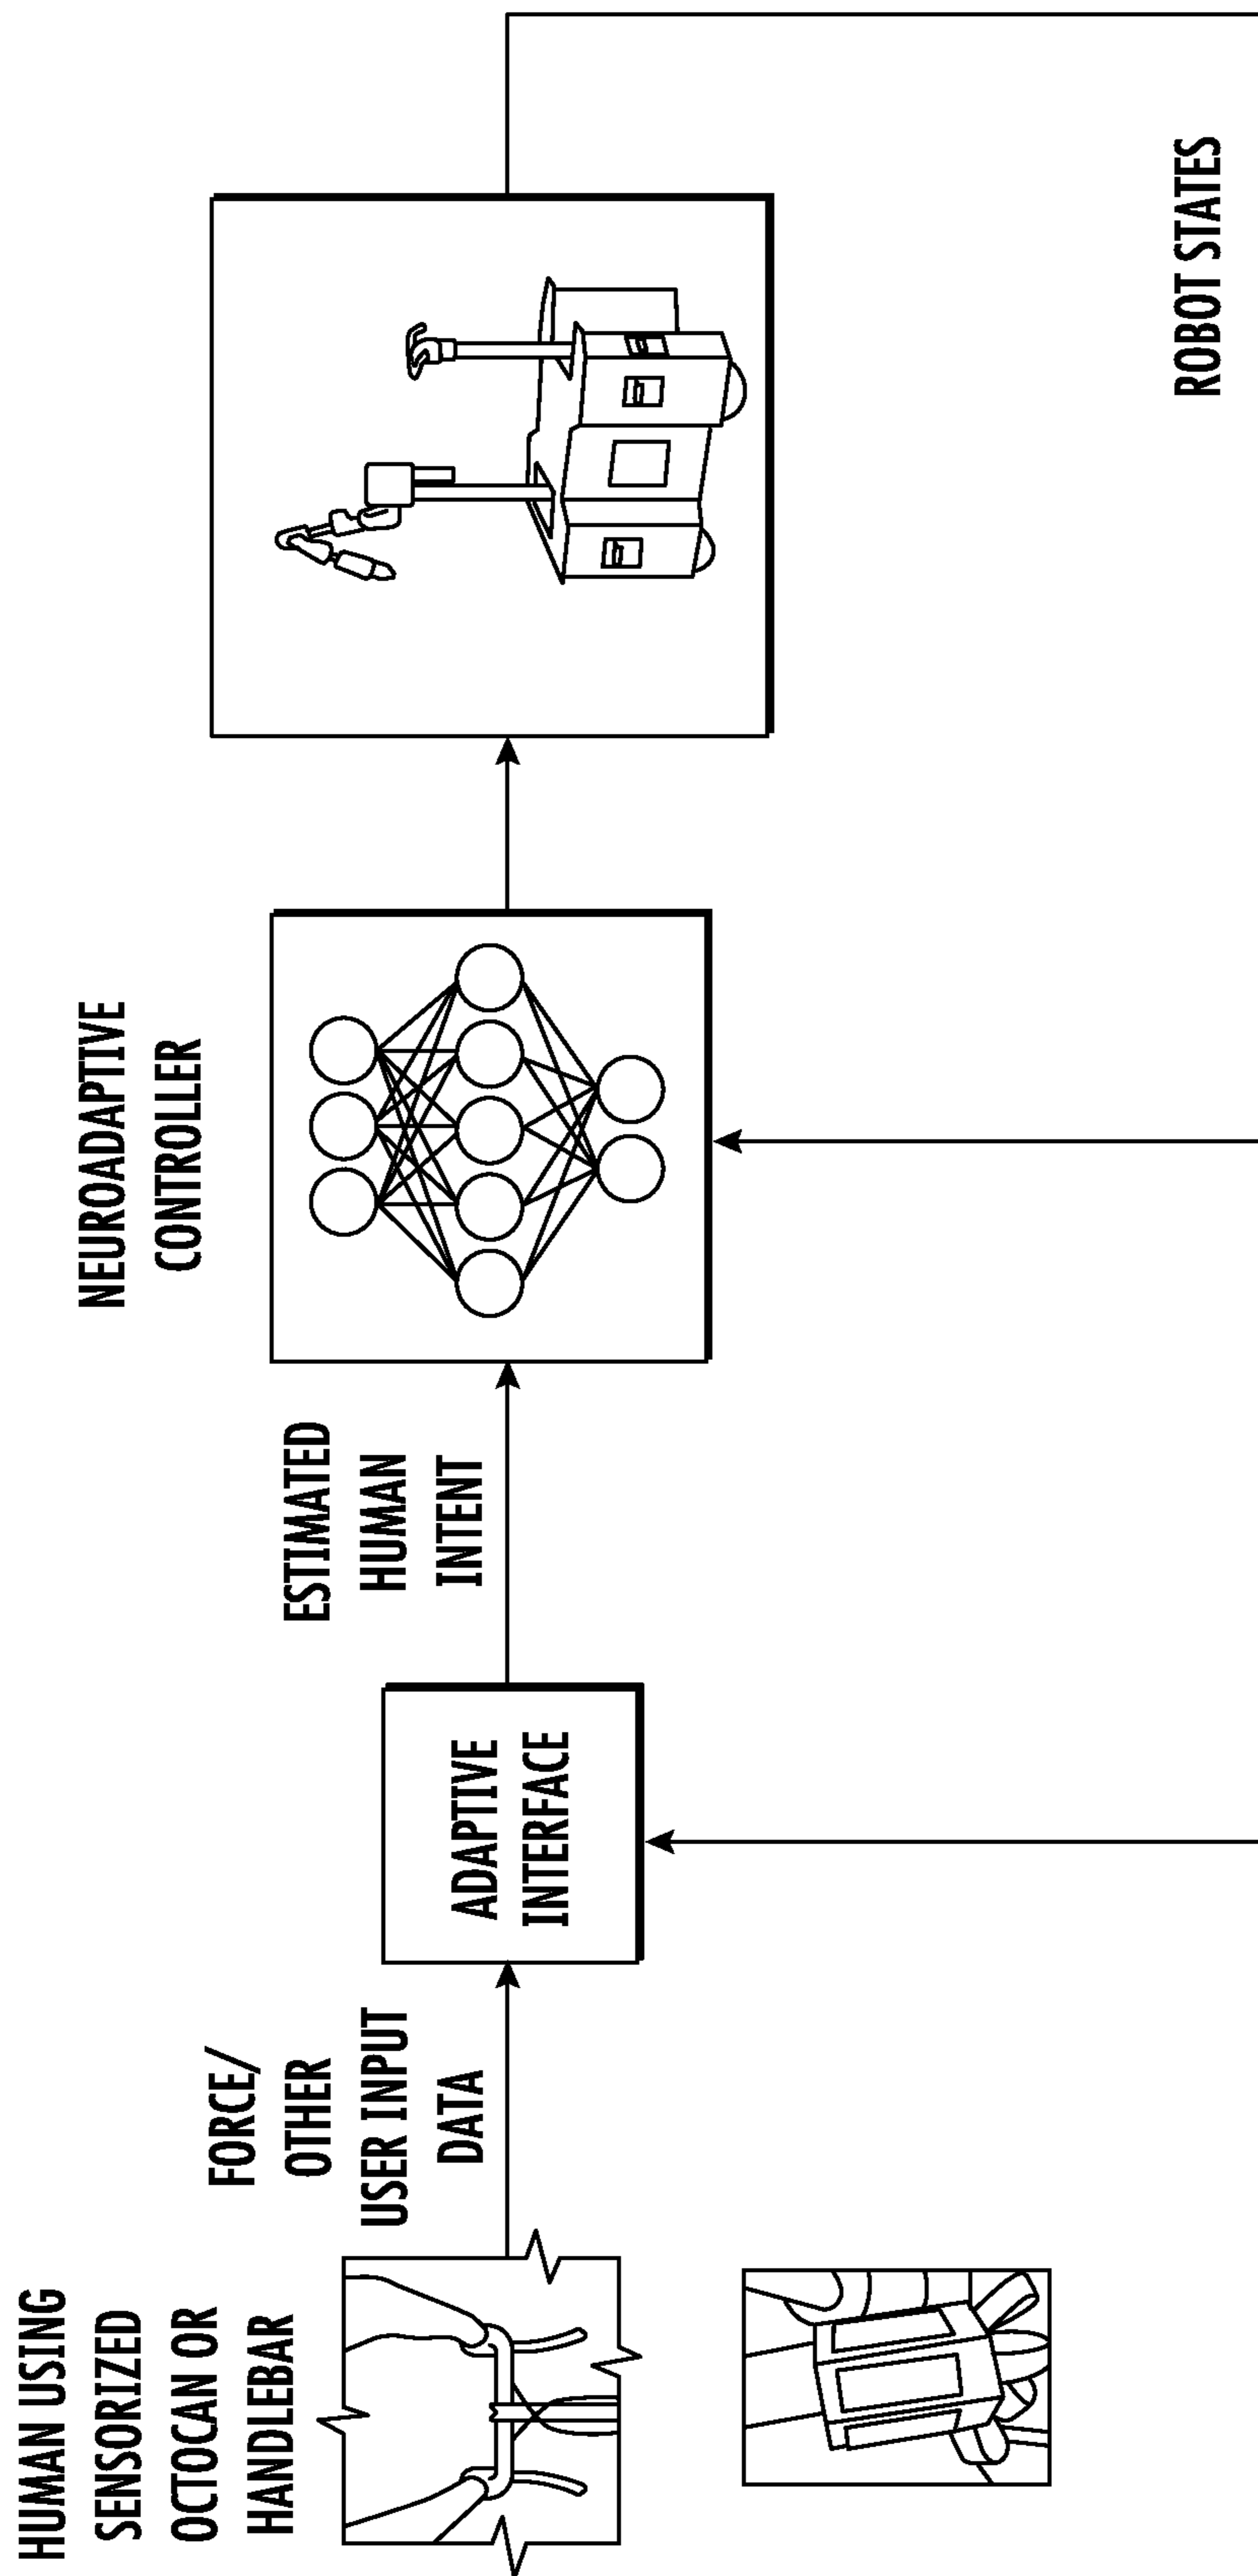 HUMAN USING
SENSORIZED
OCTOCAN OR
HANDLEBAR
FORCE/
OTHER
USER INPUT
DATA
ADAPTIVE
INTERFACE
ESTIMATED
HUMAN
INTENT
NEUROADAPTIVE
CONTROLLER
ROBOT STATES